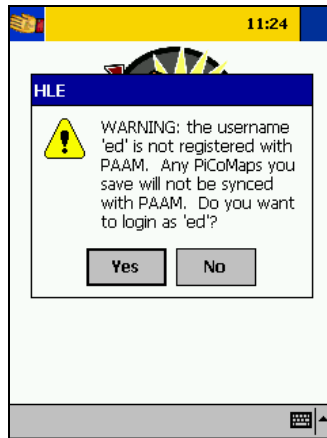 11:24
HLE
WARNING: the username
'ed' is not registered with
PAAM. Any PiCoMaps you
save will not be synced
with PAAM. Do you want
to login as 'ed'?
Yes No